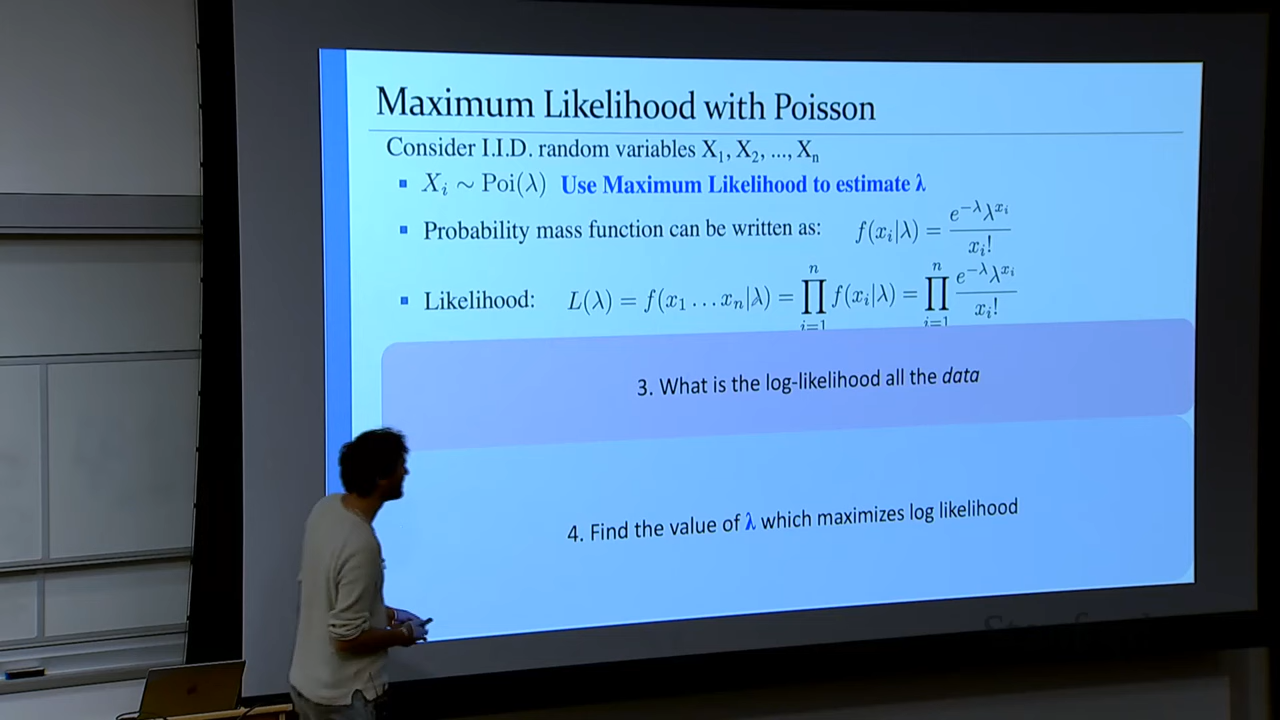 Maximum Likelihood with Poisson
Consider I.I.D. random variables X₁, X₂, ..., Xₙ
▪ Xᵢ ∼ Poi(λ) Use Maximum Likelihood to estimate λ
▪ Probability mass function can be written as: f(xᵢ|λ) = e^{-λ}λ^{xᵢ} / xᵢ!
▪ Likelihood: L(λ) = f(x₁ … xₙ|λ) = ∏_{i=1}^{n} f(xᵢ|λ) = ∏_{i=1}^{n} e^{-λ}λ^{xᵢ} / xᵢ!
3. What is the log-likelihood all the data
4. Find the value of λ which maximizes log likelihood